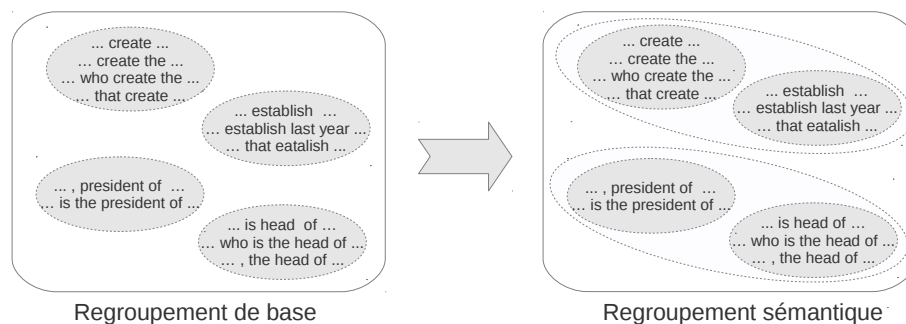 ... create ...
… create the ...
… who create the ...
… that create ...
... establish …
… establish last year ...
… that eatalish ...
... , president of …
… is the president of ...
... is head of …
… who is the head of ...
… , the head of ...
Regroupement de base
... create ...
… create the ...
… who create the ...
… that create ...
... establish …
… establish last year ...
… that eatalish ...
... , president of …
… is the president of ...
... is head of …
… who is the head of ...
… , the head of ...
Regroupement sémantique